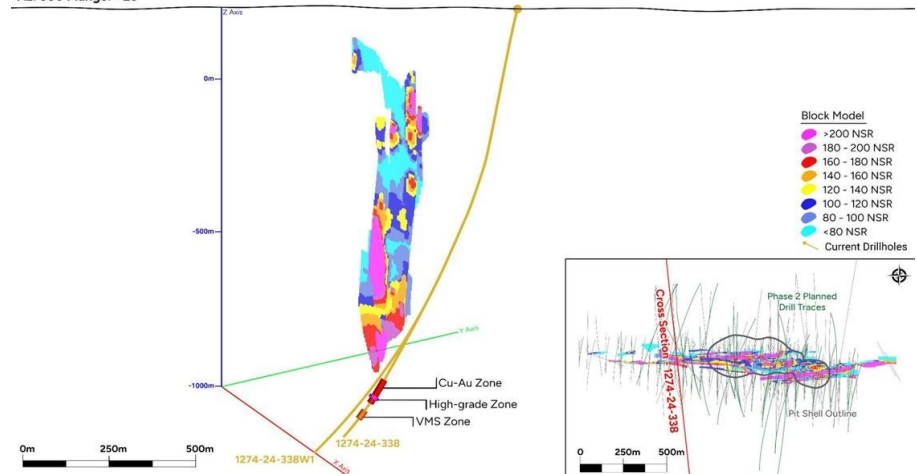 Z Axis
0m
-500m
-1000m
Y Axis
X Axis
Cu-Au Zone
High-grade Zone
VMS Zone
1274-24-338
1274-24-338W1
0m 250m 500m
Block Model
>200 NSR
180 - 200 NSR
160 - 180 NSR
140 - 160 NSR
120 - 140 NSR
100 - 120 NSR
80 - 100 NSR
<80 NSR
Current Drillholes
Phase 2 Planned
Drill Traces
Cross Section 1274-24-338
Pit Shell Outline
0 250m 500m